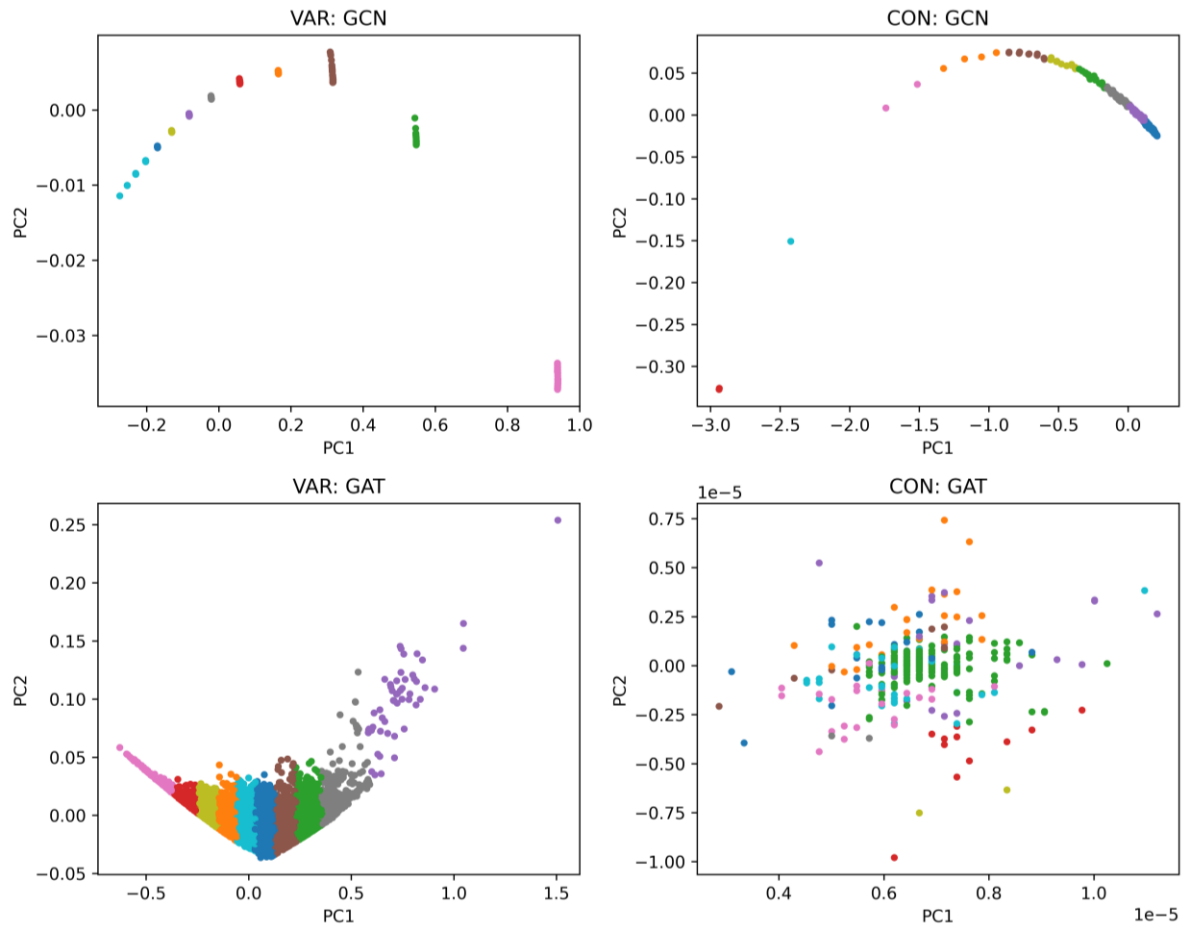 VAR: GCN
0.00
−0.01
−0.02
−0.03
PC2
−0.2 0.0 0.2 0.4 0.6 0.8 1.0
PC1
CON: GCN
0.05
0.00
−0.05
−0.10
−0.15
−0.20
−0.25
−0.30
PC2
−3.0 −2.5 −2.0 −1.5 −1.0 −0.5 0.0
PC1
VAR: GAT
0.25
0.20
0.15
0.10
0.05
0.00
−0.05
PC2
−0.5 0.0 0.5 1.0 1.5
PC1
1e−5
CON: GAT
0.75
0.50
0.25
0.00
−0.25
−0.50
−0.75
−1.00
PC2
0.4 0.6 0.8 1.0
PC1
1e−5